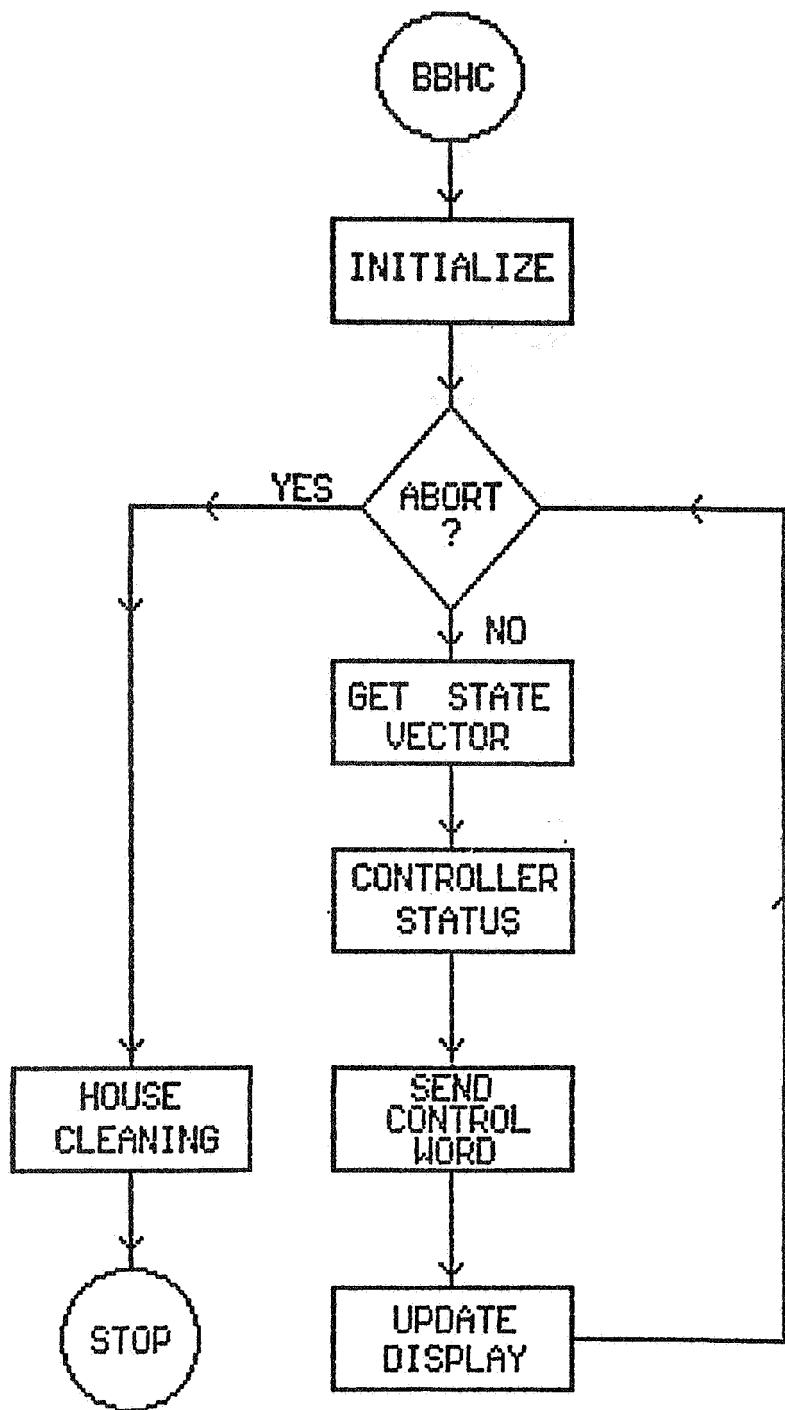 BBHC
INITIALIZE
YES
ABORT
?
NO
GET STATE
VECTOR
CONTROLLER
STATUS
HOUSE
CLEANING
SEND
CONTROL
WORD
STOP
UPDATE
DISPLAY